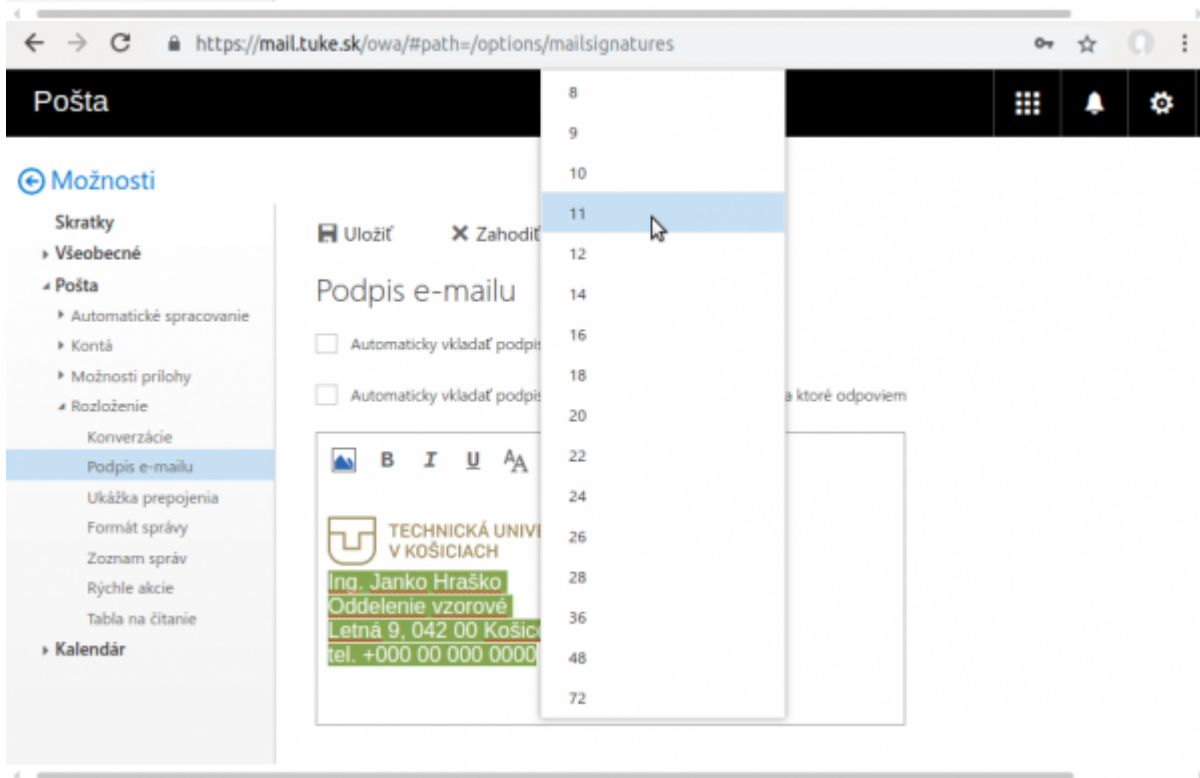 https://mail.tuke.sk/owa/#path=/options/mailsignatures
Pošta
Možnosti
Skratky
Všeobecné
Pošta
Automatické spracovanie
Kontá
Možnosti prílohy
Rozloženie
Konverzácie
Podpis e-mailu
Ukážka prepojenia
Formát správy
Zoznam správ
Rýchle akcie
Tabla na čítanie
Kalendár
Uložiť Zahodiť
Podpis e-mailu
Automaticky vkladať podpis
Automaticky vkladať podpis a ktoré odpoviem
B I U AA
TECHNICKÁ
V KOŠICIACH
Ing. Janko Hraško
Oddelenie vzorové
Letná 9, 042 00 Košice
tel. +000 00 000 0000
8
9
10
11
12
14
16
18
20
22
24
26
28
36
48
72